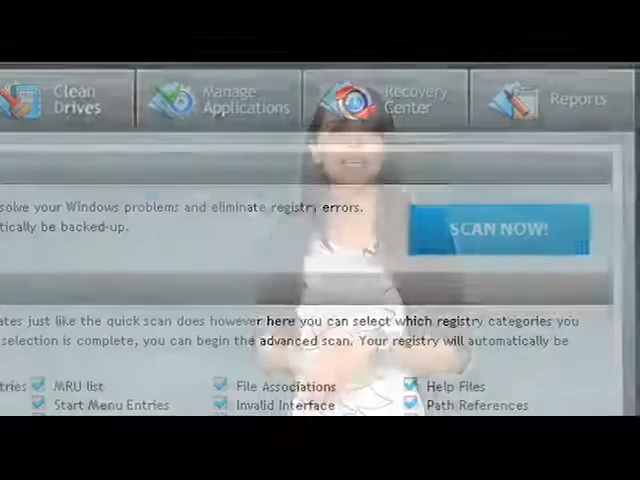 Clean
Drives
Manage
Applications
Recovery
Center
Reports
solve your Windows problems and eliminate registry errors.
tically be backed-up.
SCAN NOW!
ates just like the quick scan does however here you can select which registry categories you
selection is complete, you can begin the advanced scan. Your registry will automatically be
tries MRU list File Associations Help Files
Start Menu Entries Invalid Interface Path References